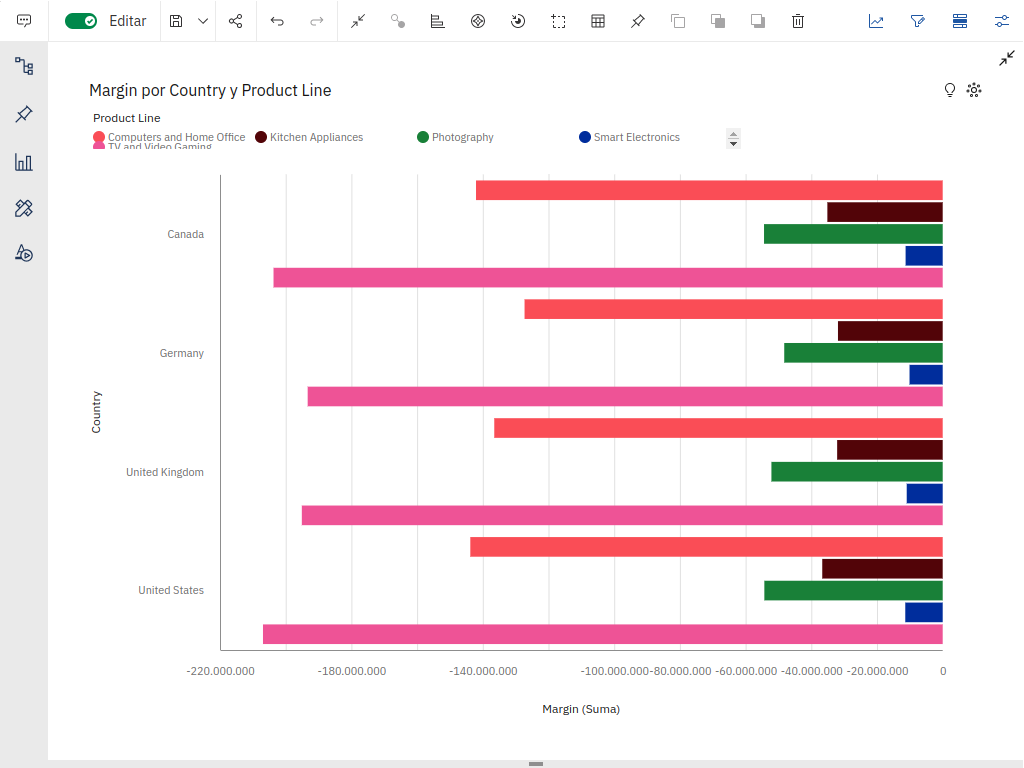 Editar
Margin por Country y Product Line
Product Line
Computers and Home Office Kitchen Appliances Photography Smart Electronics
TV and Video Gaming
Canada
Germany
United Kingdom
United States
Country
-220.000.000 -180.000.000 -140.000.000 -100.000.000 -80.000.000 -60.000.000 -40.000.000 -20.000.000 0
Margin (Suma)